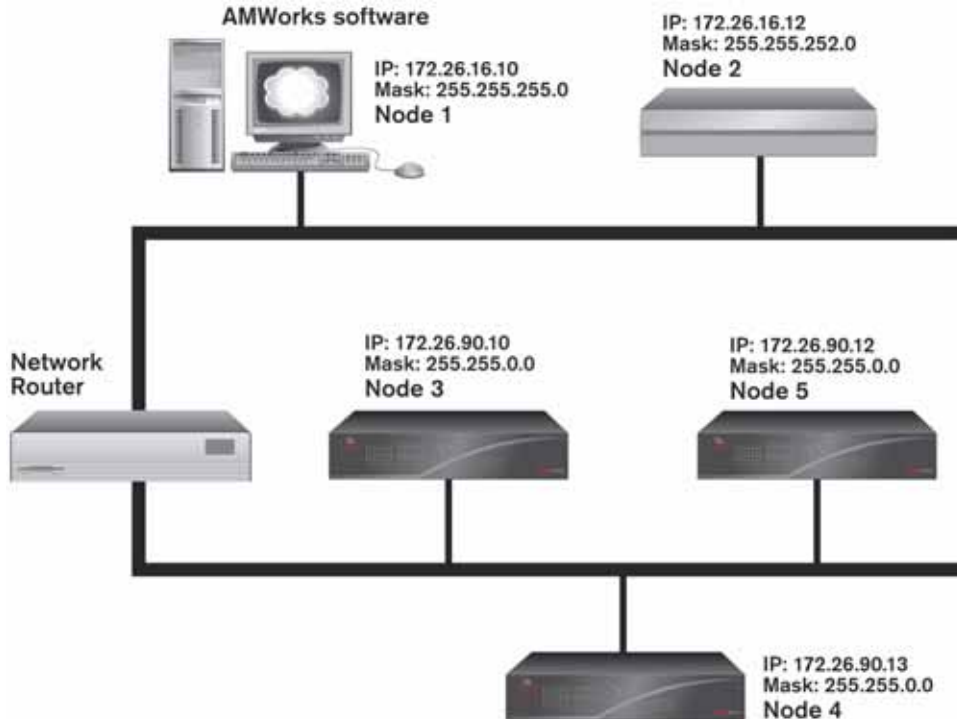 AMWorks software
IP: 172.26.16.10
Mask: 255.255.255.0
Node 1
IP: 172.26.16.12
Mask: 255.255.252.0
Node 2
Network
Router
IP: 172.26.90.10
Mask: 255.255.0.0
Node 3
IP: 172.26.90.12
Mask: 255.255.0.0
Node 5
IP: 172.26.90.13
Mask: 255.255.0.0
Node 4